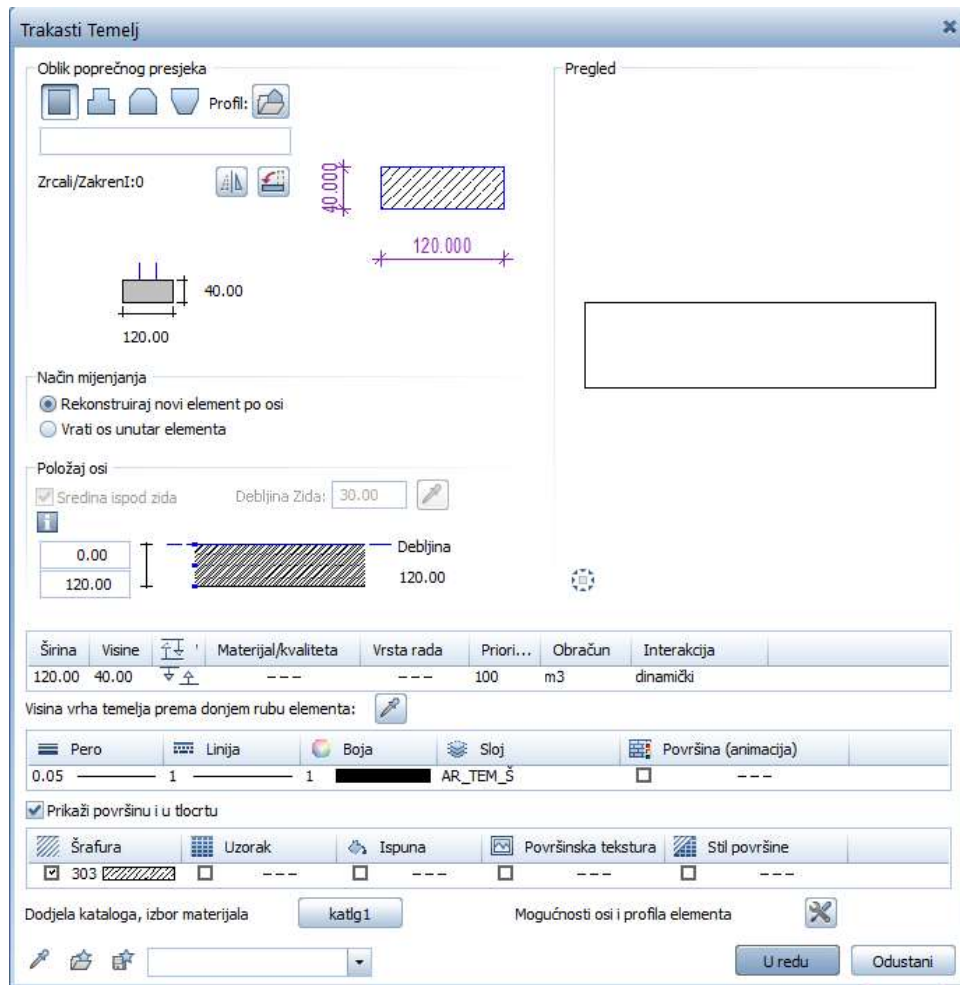 Trakasti Temelj
Oblik poprečnog presjeka
Pregled
Profil:
Zrcali/ZakrenI:0
40.000
120.000
40.00
120.00
Način mijenjanja
Rekonstruiraj novi element po osi
Vrati os unutar elementa
Položaj osi
Sredina ispod zida Debljina Zida: 30.00
0.00 Debljina
120.00 120.00
Širina Visine ' Materijal/kvaliteta Vrsta rada Priori... Obračun Interakcija
120.00 40.00 --- --- 100 m3 dinamički
Visina vrha temelja prema donjem rubu elementa:
Pero Linija Boja Sloj Površina (animacija)
0.05 1 1 AR_TEM_Š ---
Prikaži površinu i u tlocrtu
Šrafura Uzorak Ispuna Površinska tekstura Stil površine
303 --- --- --- ---
Dodjela kataloga, izbor materijala katlg1 Mogućnosti osi i profila elementa
U redu Odustani